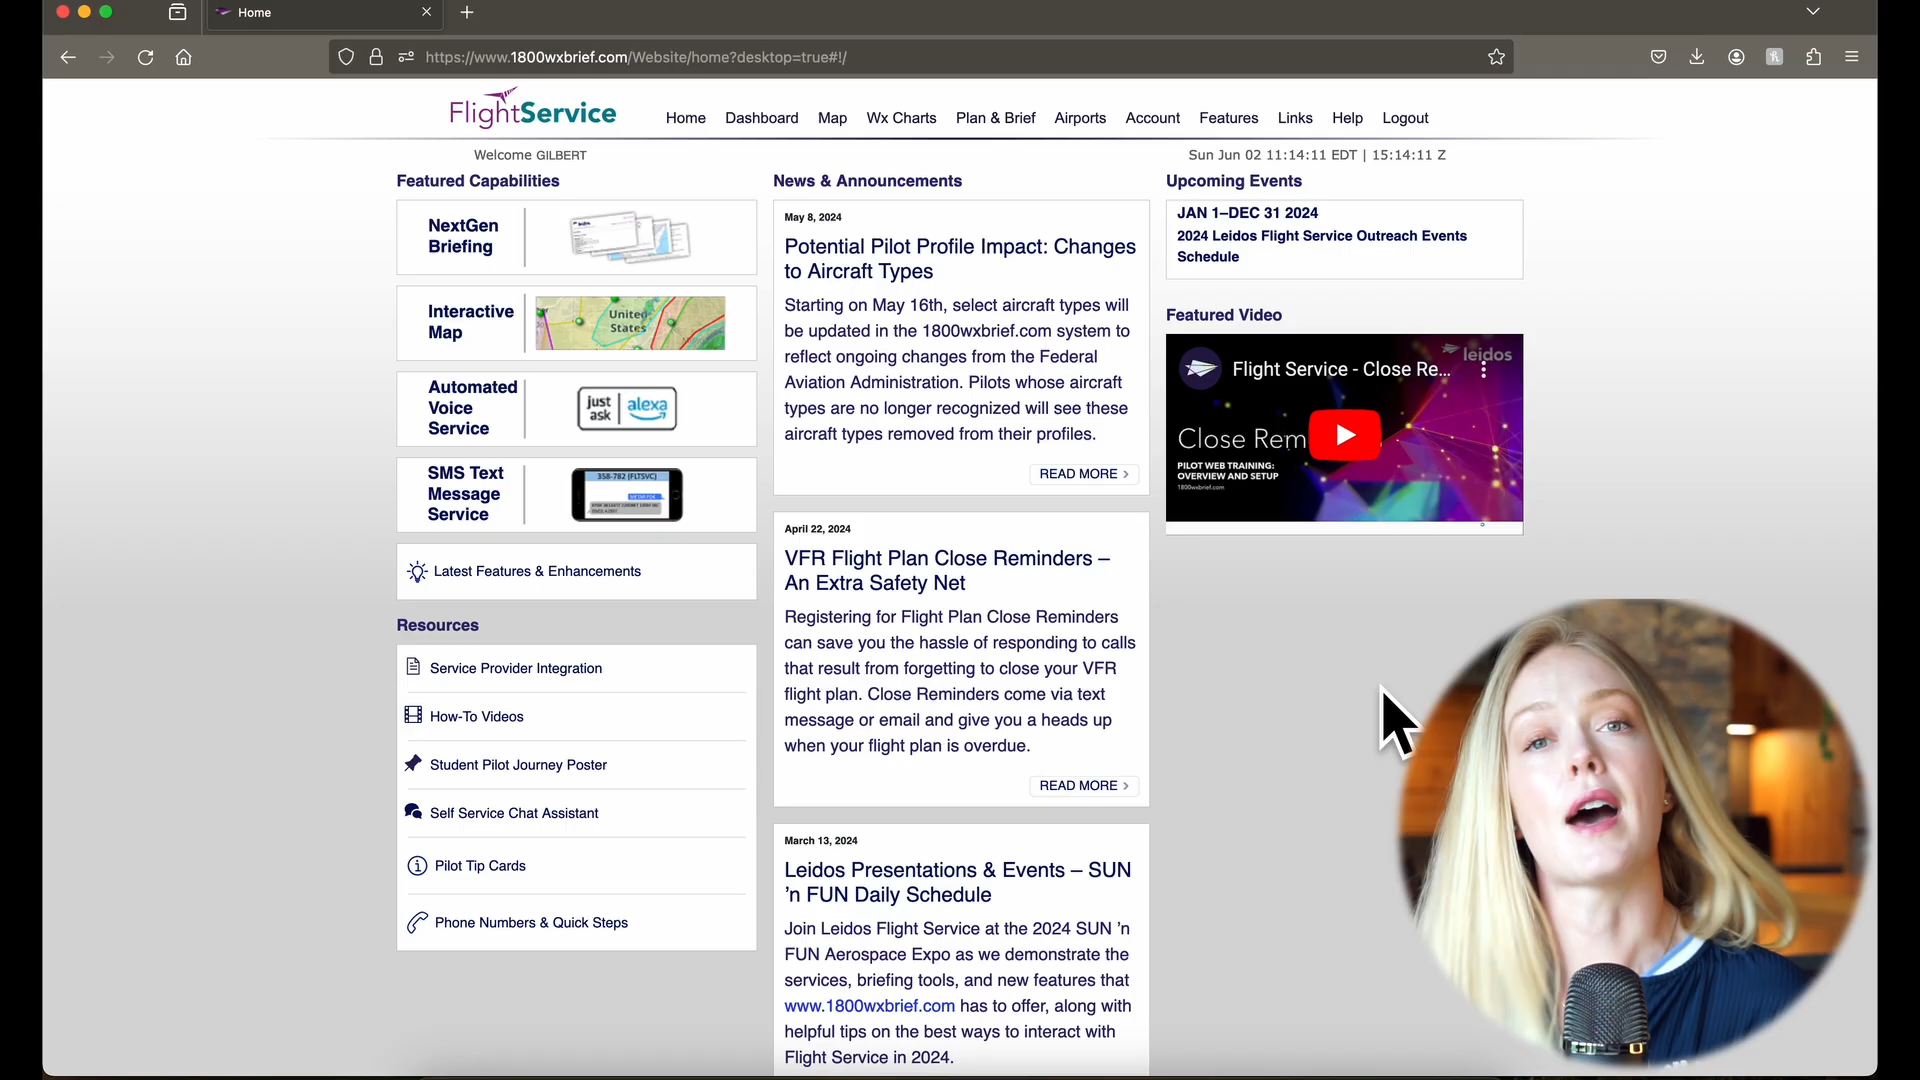 Home
https://www.1800wxbrief.com/Website/home?desktop=true#!/
FlightService
Home Dashboard Map Wx Charts Plan & Brief Airports Account Features Links Help Logout
Welcome GILBERT
Sun Jun 02 11:14:11 EDT | 15:14:11 Z
Featured Capabilities
NextGen
Briefing
Interactive
Map
United
States
Automated
Voice
Service
just
ask
alexa
SMS Text
Message
Service
358-782 (FLTSVC)
Latest Features & Enhancements
Resources
Service Provider Integration
How-To Videos
Student Pilot Journey Poster
Self Service Chat Assistant
Pilot Tip Cards
Phone Numbers & Quick Steps
News & Announcements
May 8, 2024
Potential Pilot Profile Impact: Changes
to Aircraft Types
Starting on May 16th, select aircraft types will
be updated in the 1800wxbrief.com system to
reflect ongoing changes from the Federal
Aviation Administration. Pilots whose aircraft
types are no longer recognized will see these
aircraft types removed from their profiles.
READ MORE
April 22, 2024
VFR Flight Plan Close Reminders –
An Extra Safety Net
Registering for Flight Plan Close Reminders
can save you the hassle of responding to calls
that result from forgetting to close your VFR
flight plan. Close Reminders come via text
message or email and give you a heads up
when your flight plan is overdue.
READ MORE
March 13, 2024
Leidos Presentations & Events – SUN
’n FUN Daily Schedule
Join Leidos Flight Service at the 2024 SUN ’n
FUN Aerospace Expo as we demonstrate the
services, briefing tools, and new features that
www.1800wxbrief.com has to offer, along with
helpful tips on the best ways to interact with
Flight Service in 2024.
Upcoming Events
JAN 1–DEC 31 2024
2024 Leidos Flight Service Outreach Events
Schedule
Featured Video
leidos
Flight Service - Close Re...
Close Rem
PILOT WEB TRAINING:
OVERVIEW AND SETUP
1800wxbrief.com